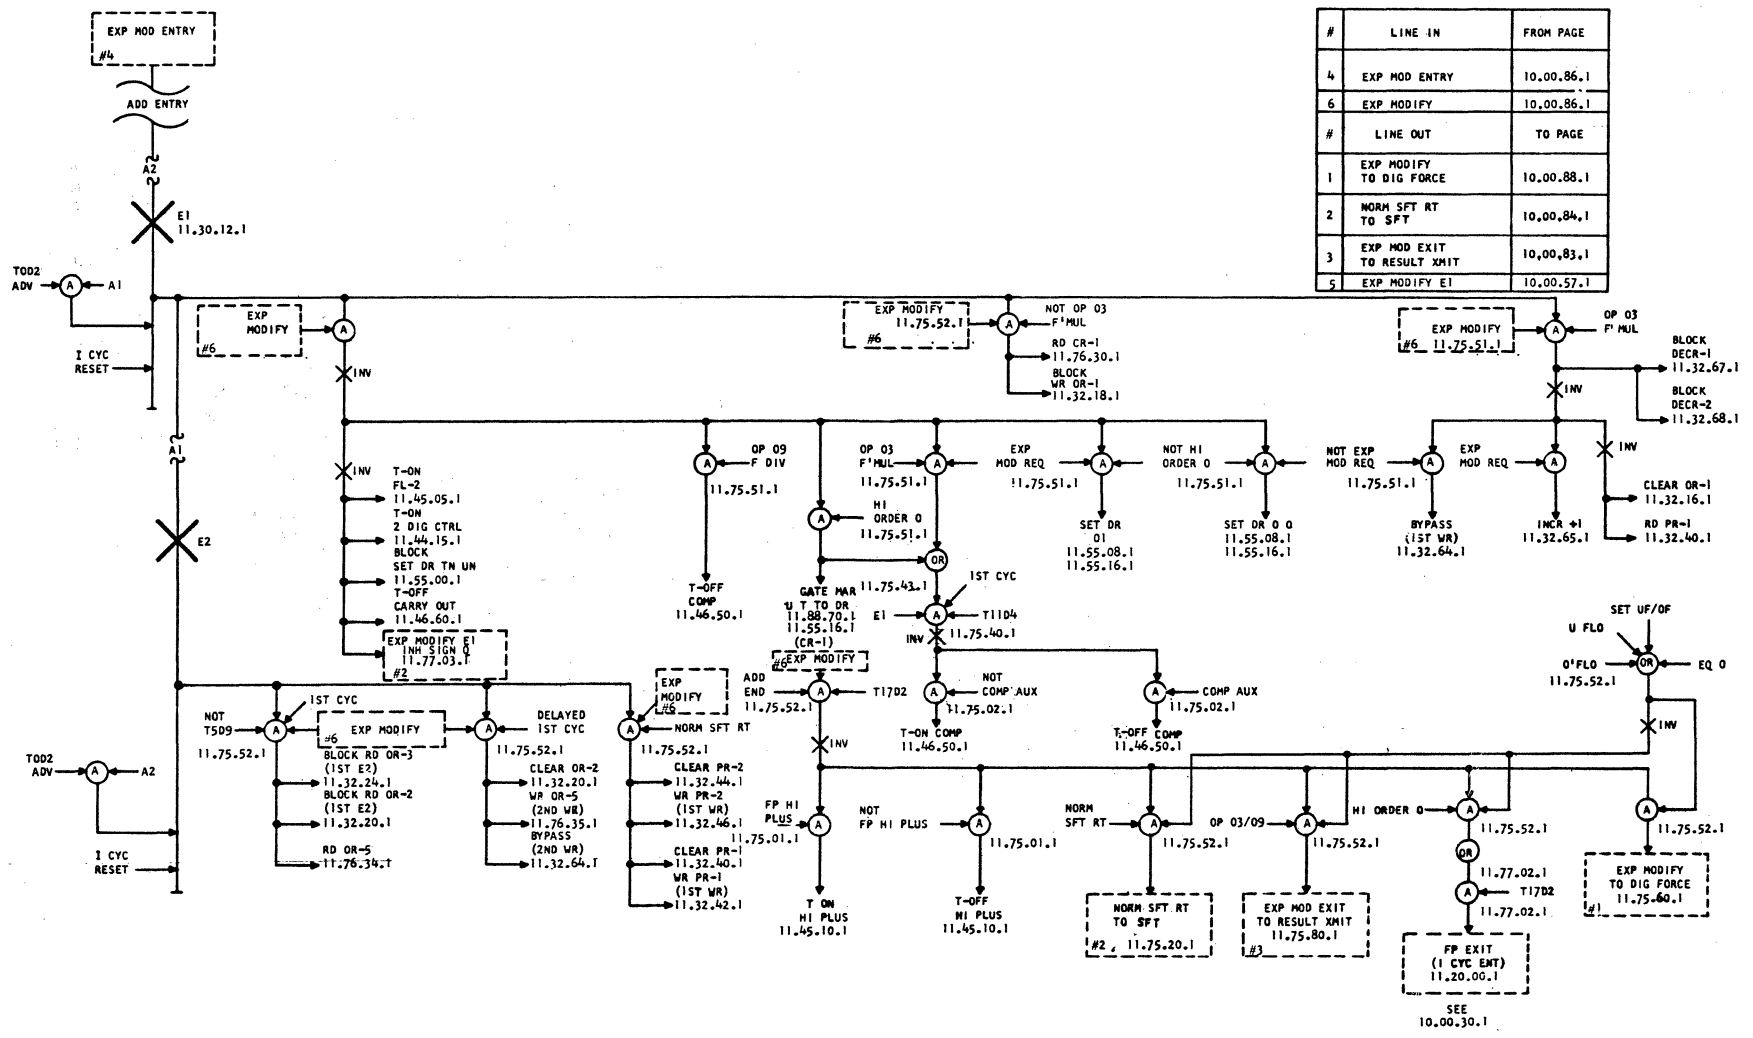 EXP MOD ENTRY
#4
ADD ENTRY
A2
E1
11.30.12.1
TOD2
ADV
A
A1
I CYC
RESET
# LINE IN FROM PAGE
4 EXP MOD ENTRY 10.00.86.1
6 EXP MODIFY 10.00.86.1
# LINE OUT TO PAGE
1 EXP MODIFY
TO DIG FORCE 10.00.88.1
2 NORM SFT RT
TO SFT 10.00.84.1
3 EXP MOD EXIT
TO RESULT XMIT 10.00.83.1
5 EXP MODIFY E1 10.00.57.1
EXP
MODIFY
#6
A
INV
EXP MODIFY
11.75.52.1
#6
A
NOT OP 03
F'MUL
RD CR-1
11.76.30.1
BLOCK
WR OR-1
11.32.18.1
EXP MODIFY
#6 11.75.51.1
A
OP 03
F'MUL
BLOCK
DECR-1
11.32.67.1
INV
BLOCK
DECR-2
11.32.68.1
A1
E2
INV
T-ON
FL-2
11.45.05.1
T-ON
2 DIG CTRL
11.44.15.1
BLOCK
SET DR TN UN
11.55.00.1
T-OFF
CARRY OUT
11.46.60.1
EXP MODIFY E1
INH SIGN Q
11.77.03.1
#2
A
OP 09
F DIV
11.75.51.1
T-OFF
COMP
11.46.50.1
A
HI
ORDER 0
11.75.51.1
GATE MAR
U T TO DR
11.88.70.1
11.55.16.1
(CR-1)
OP 03
F'MUL
A
11.75.51.1
OR
11.75.43.1
1ST CYC
E1
A
T11D4
INV
11.75.40.1
EXP
MOD REQ
A
11.75.51.1
SET DR
01
11.55.08.1
11.55.16.1
NOT HI
ORDER 0
A
11.75.51.1
SET DR 0 0
11.55.08.1
11.55.16.1
NOT EXP
MOD REQ
A
11.75.51.1
BYPASS
(1ST WR)
11.32.64.1
EXP
MOD REQ
A
INCR +1
11.32.65.1
INV
CLEAR OR-1
11.32.16.1
RD PR-1
11.32.40.1
#6 EXP MODIFY
ADD
END
A
T17D2
11.75.52.1
INV
A
NOT
COMP AUX
11.75.02.1
T-ON COMP
11.46.50.1
A
COMP AUX
11.75.02.1
T-OFF COMP
11.46.50.1
SET UF/OF
U FLO
O'FLO
OR
EQ 0
11.75.52.1
INV
1ST CYC
NOT
T5D9
A
11.75.52.1
#6 EXP MODIFY
BLOCK RD OR-3
(1ST E2)
11.32.24.1
BLOCK RD OR-2
(1ST E2)
11.32.20.1
RD OR-5
11.76.34.1
A
DELAYED
1ST CYC
11.75.52.1
CLEAR OR-2
11.32.20.1
WR OR-5
(2ND WR)
11.76.35.1
BYPASS
(2ND WR)
11.32.64.1
EXP
MODIFY
#6
A
NORM SFT RT
11.75.52.1
CLEAR PR-2
11.32.44.1
WR PR-2
(1ST WR)
11.32.46.1
CLEAR PR-1
11.32.40.1
WR PR-1
(1ST WR)
11.32.42.1
TOD2
ADV
A
A2
I CYC
RESET
FP HI
PLUS
A
11.75.01.1
T ON
HI PLUS
11.45.10.1
NOT
FP HI PLUS
A
11.75.01.1
T-OFF
HI PLUS
11.45.10.1
NORM
SFT RT
A
11.75.52.1
NORM SFT RT
TO SFT
#2 11.75.20.1
OP 03/09
A
11.75.52.1
EXP MOD EXIT
TO RESULT XMIT
11.75.80.1
#3
HI ORDER 0
A
11.75.52.1
OR
11.77.02.1
A
T17D2
11.77.02.1
FP EXIT
(I CYC ENT)
11.20.00.1
SEE
10.00.30.1
A
11.75.52.1
EXP MODIFY
TO DIG FORCE
11.75.60.1
#1